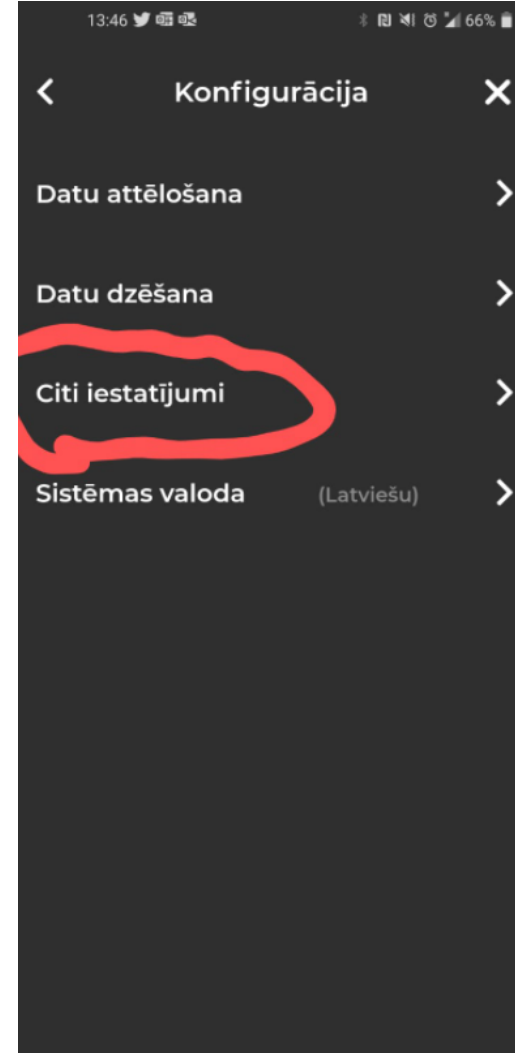 13:46 66%
Konfigurācija
Datu attēlošana
Datu dzēšana
Citi iestatījumi
Sistēmas valoda (Latviešu)